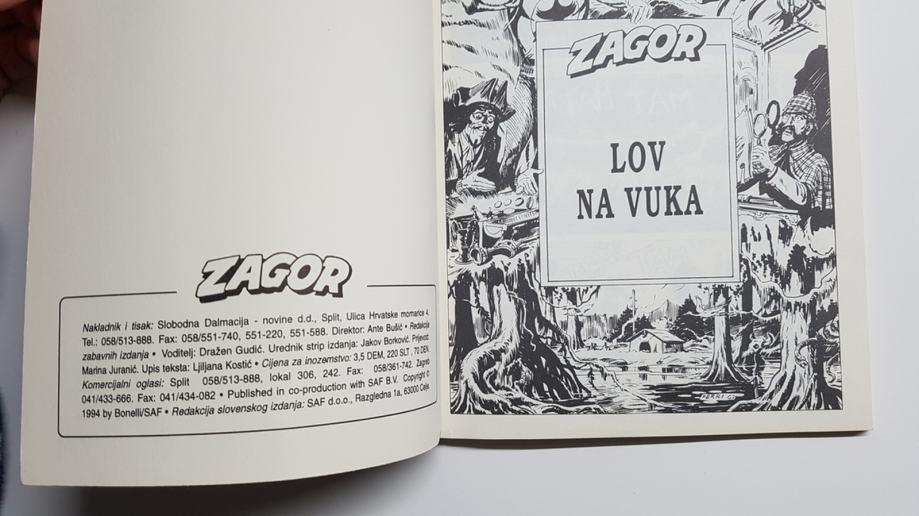 ZAGOR
Nakladnik i tisak: Slobodna Dalmacija - novine d.d., Split, Ulica Hrvatske mornarice 4,
Tel.: 058/513-888. Fax: 058/551-740, 551-220, 551-588. Direktor: Ante Bušić • Redakcija
zabavnih izdanja • Voditelj: Dražen Gudić. Urednik strip izdanja: Jakov Borković. Prijevod:
Marina Juranić. Upis teksta: Ljiljana Kostić • Cijena za inozemstvo: 3,5 DEM, 220 SLT, 70 DEN.
Komercijalni oglasi: Split 058/513-888, lokal 306, 242. Fax: 058/361-742. Zagreb
041/433-666. Fax: 041/434-082 • Published in co-production with SAF B.V. Copyright ©
1994 by Bonelli/SAF • Redakcija slovenskog izdanja: SAF d.o.o., Razgledna 1a, 63000 Celje.
ZAGOR
LOV
NA VUKA